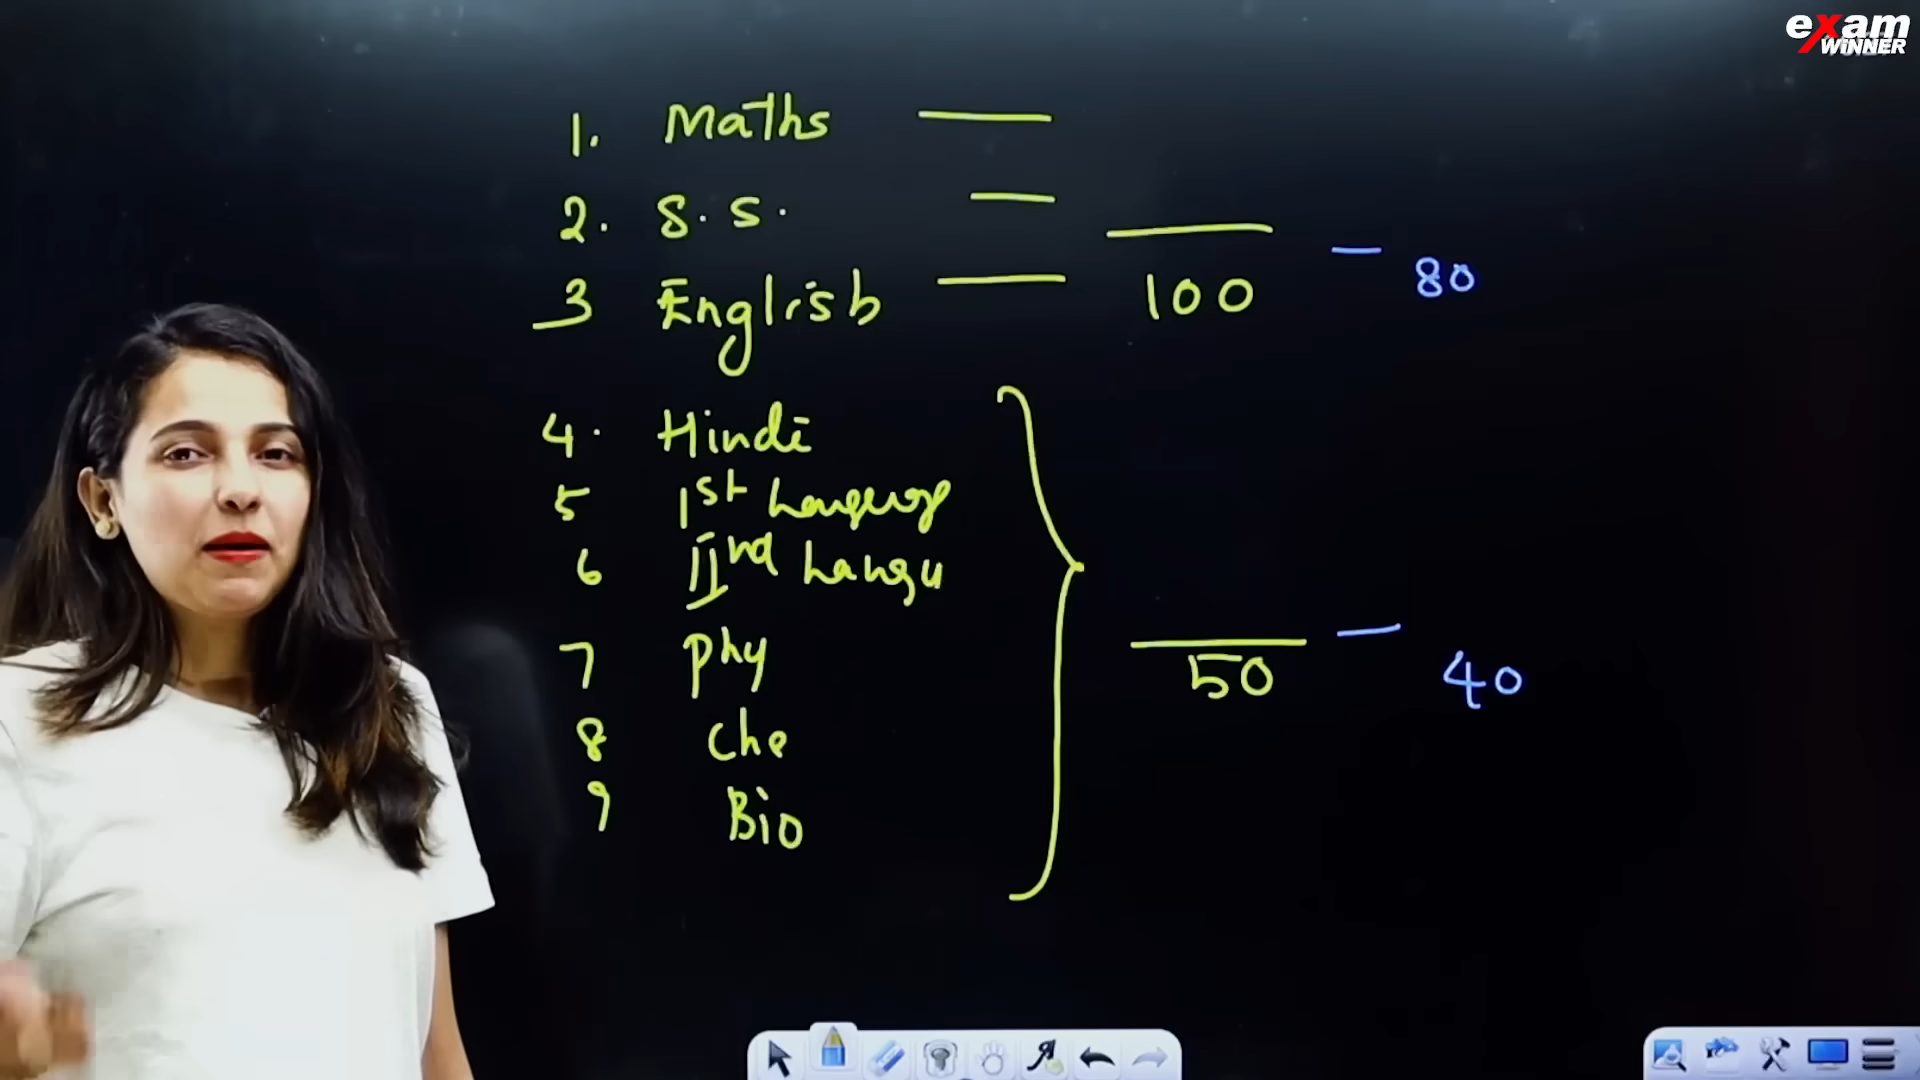 exam
WINNER
1. Maths
2. S.S.
3 English
100 - 80
4. Hindi
5 1st Language
6 IInd Langu
7 Phy
8 Che
9 Bio
50 - 40